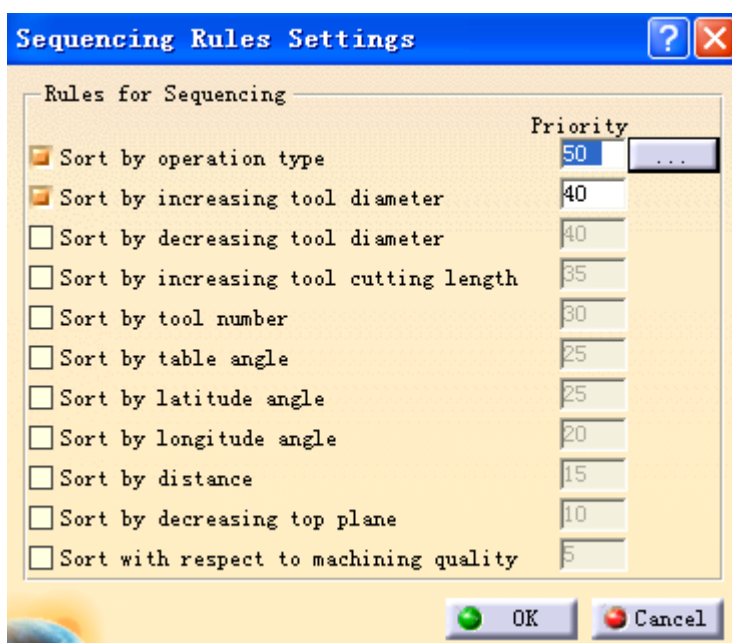 Sequencing Rules Settings
Rules for Sequencing
Priority
Sort by operation type 50 ...
Sort by increasing tool diameter 40
Sort by decreasing tool diameter 40
Sort by increasing tool cutting length 35
Sort by tool number 30
Sort by table angle 25
Sort by latitude angle 25
Sort by longitude angle 20
Sort by distance 15
Sort by decreasing top plane 10
Sort with respect to machining quality 5
OK Cancel